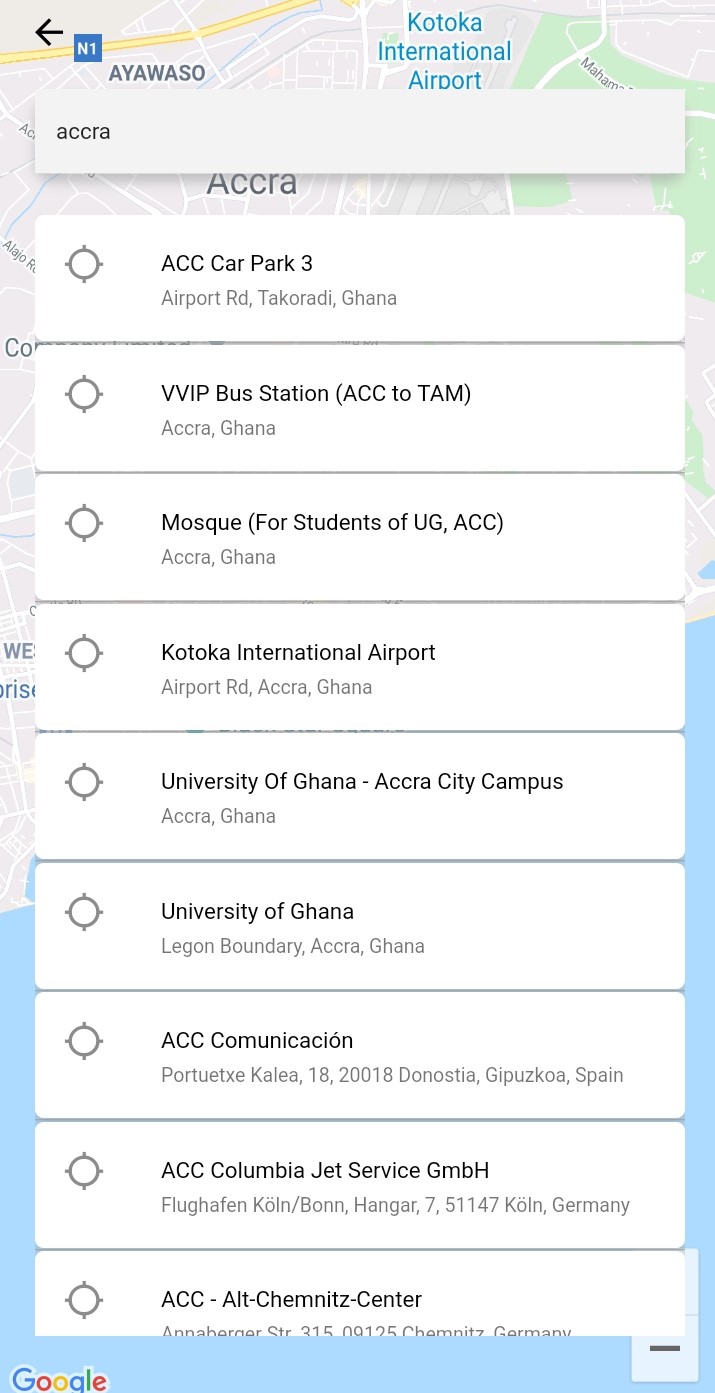 Kotoka
International
Airport
N1
AYAWASO
Mahama
accra
Accra
Alajo
ACC Car Park 3
Airport Rd, Takoradi, Ghana
VVIP Bus Station (ACC to TAM)
Accra, Ghana
Mosque (For Students of UG, ACC)
Accra, Ghana
Kotoka International Airport
Airport Rd, Accra, Ghana
University Of Ghana - Accra City Campus
Accra, Ghana
University of Ghana
Legon Boundary, Accra, Ghana
ACC Comunicación
Portuetxe Kalea, 18, 20018 Donostia, Gipuzkoa, Spain
ACC Columbia Jet Service GmbH
Flughafen Köln/Bonn, Hangar, 7, 51147 Köln, Germany
ACC - Alt-Chemnitz-Center
Annaberger Str. 315, 09125 Chemnitz, Germany
Google